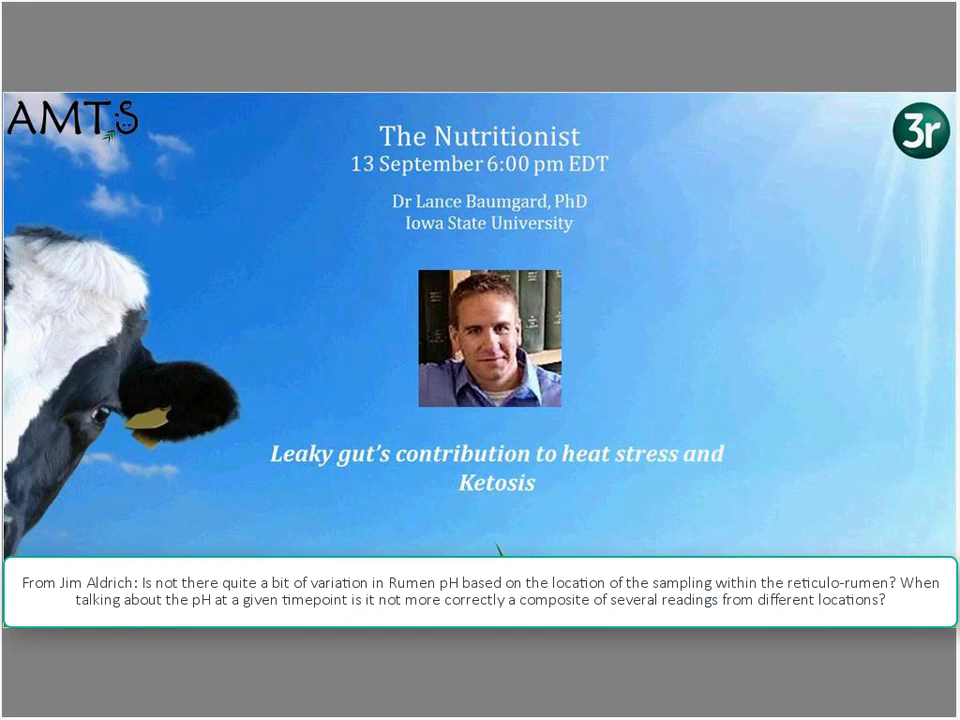 AMTS
3r
The Nutritionist
13 September 6:00 pm EDT
Dr Lance Baumgard, PhD
Iowa State University
Leaky gut's contribution to heat stress and
Ketosis
From Jim Aldrich: Is not there quite a bit of variation in Rumen pH based on the location of the sampling within the reticulo-rumen? When
talking about the pH at a given timepoint is it not more correctly a composite of several readings from different locations?